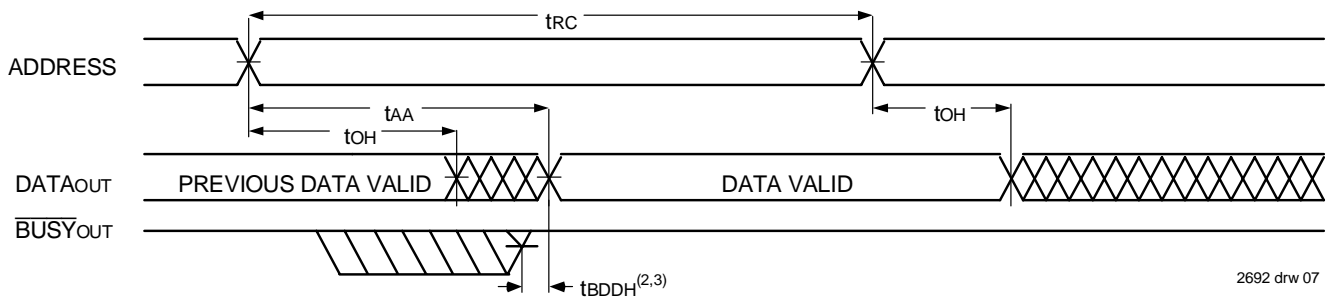 tRC
ADDRESS
tAA
tOH
tOH
DATAOUT
PREVIOUS DATA VALID
DATA VALID
BUSYOUT
tBDDH(2,3)
2692 drw 07